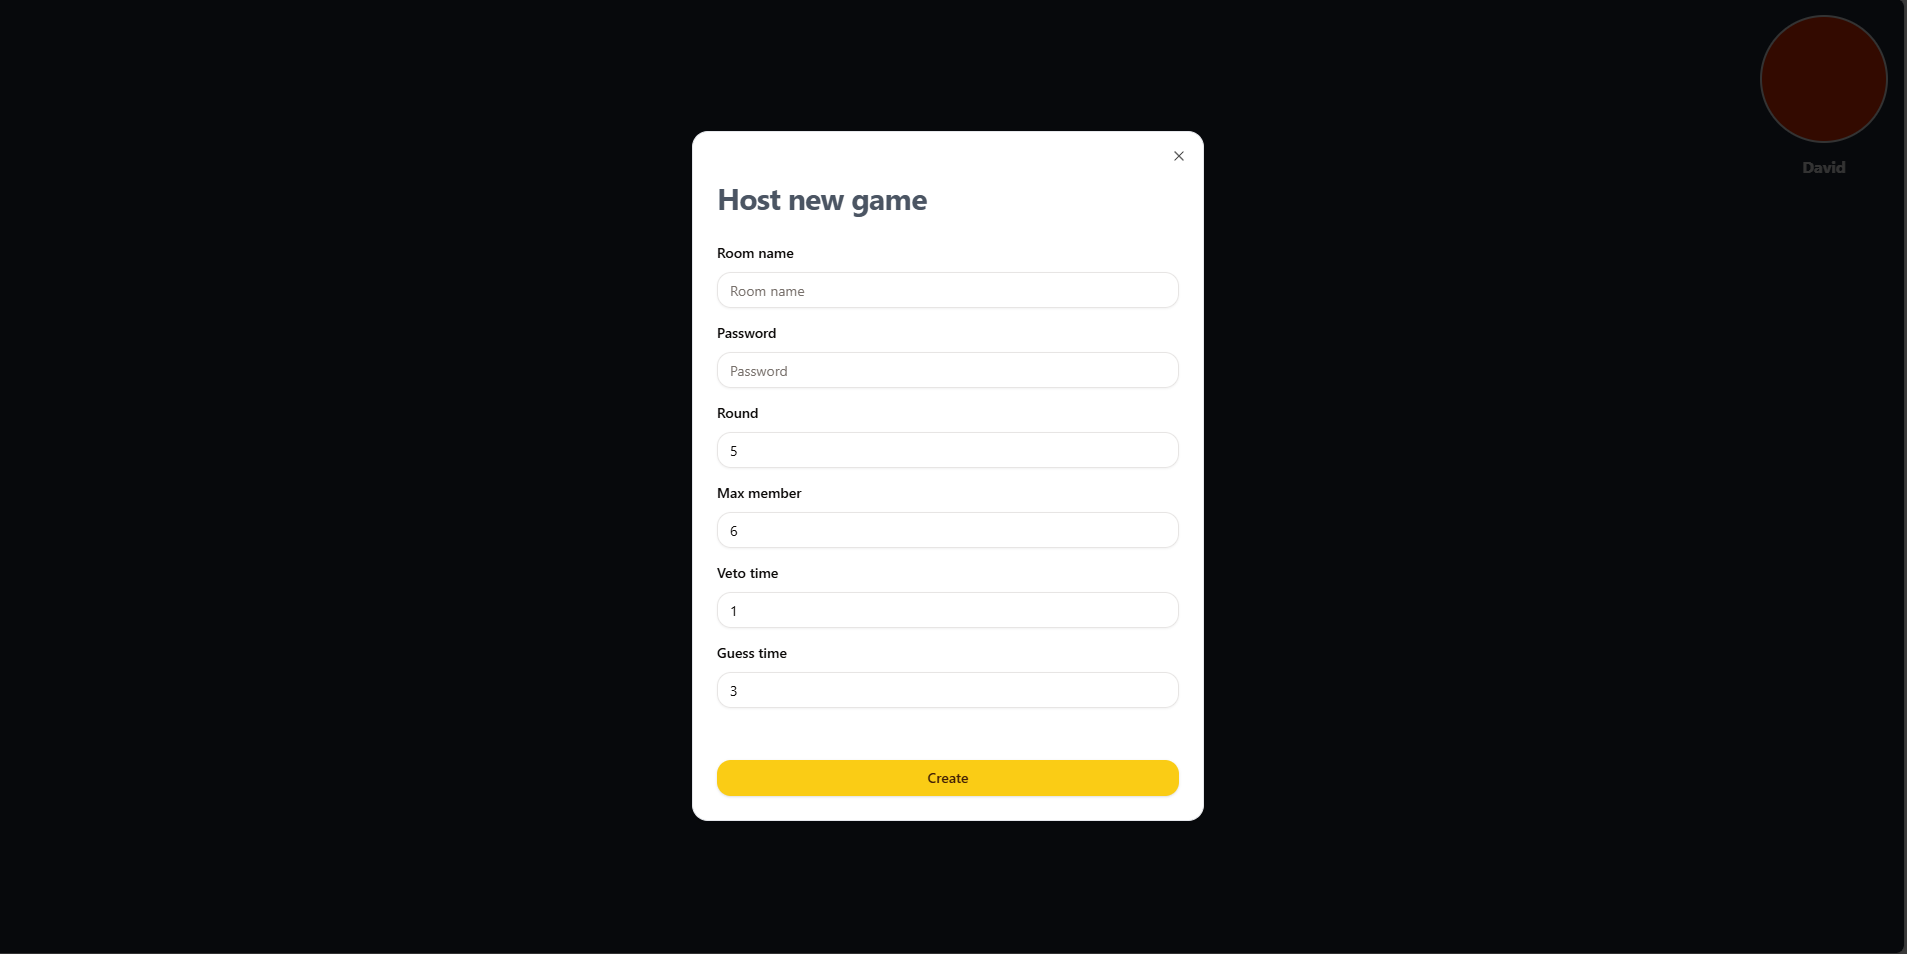 David
Host new game
Room name
Room name
Password
Password
Round
5
Max member
6
Veto time
1
Guess time
3
Create